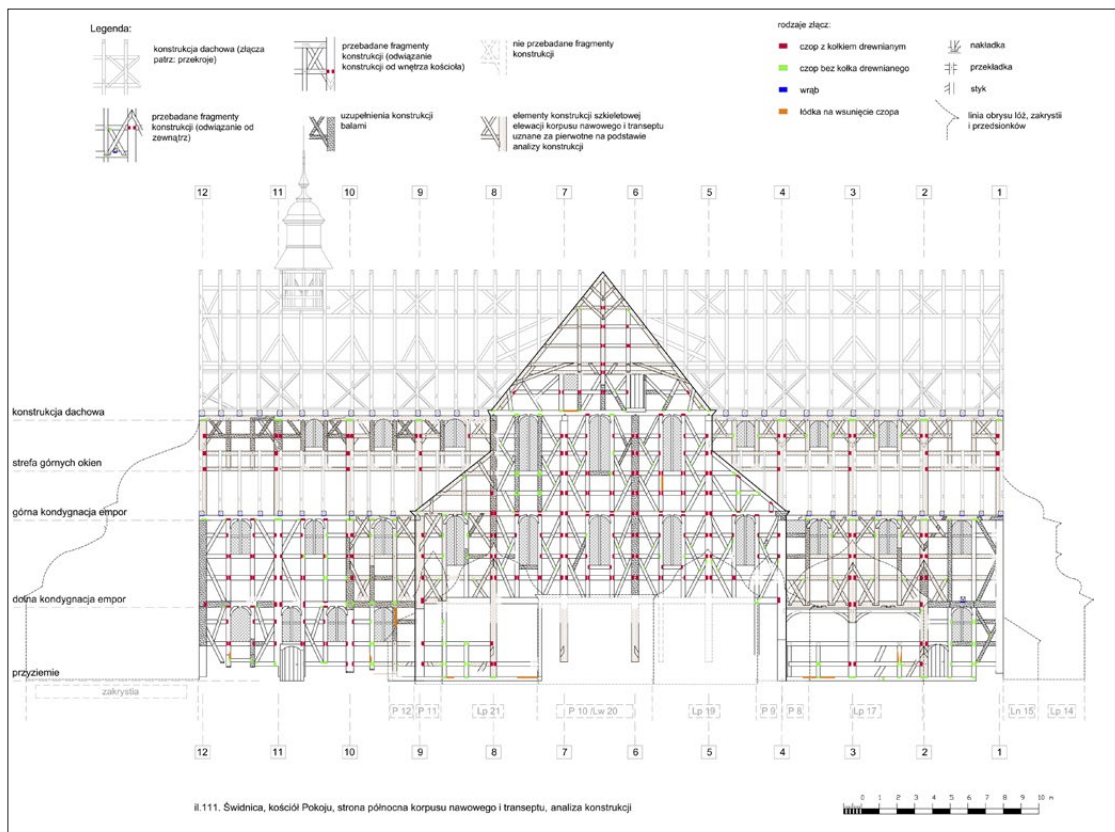 Legenda:
konstrukcja dachowa (złącza
patrz: przekroje)
przebadane fragmenty
konstrukcji (odwiązanie
konstrukcji od wnętrza kościoła)
nie przebadane fragmenty
konstrukcji
przebadane fragmenty
konstrukcji (odwiązanie od
zewnątrz)
uzupełnienia konstrukcji
balami
elementy konstrukcji szkieletowej
elewacji korpusu nawowego i transeptu
uznane za pierwotne na podstawie
analizy konstrukcji
rodzaje złącz:
czop z kołkiem drewnianym
czop bez kołka drewnianego
wrąb
łódka na wsunięcie czopa
nakładka
przekładka
styk
linia obrysu lóż, zakrystii
i przedsionków
12 11 10 9 8 7 6 5 4 3 2 1
konstrukcja dachowa
strefa górnych okien
górna kondygnacja empor
dolna kondygnacja empor
przyziemie
zakrystia
P 12 P 11 Lp 21 P 10 /Lw 20 Lp 19 P 9 P 8 Lp 17 Ln 15 Lp 14
12 11 10 9 8 7 6 5 4 3 2 1
il.111. Świdnica, kościół Pokoju, strona północna korpusu nawowego i transeptu, analiza konstrukcji
0 1 2 3 4 5 6 7 8 9 10 m